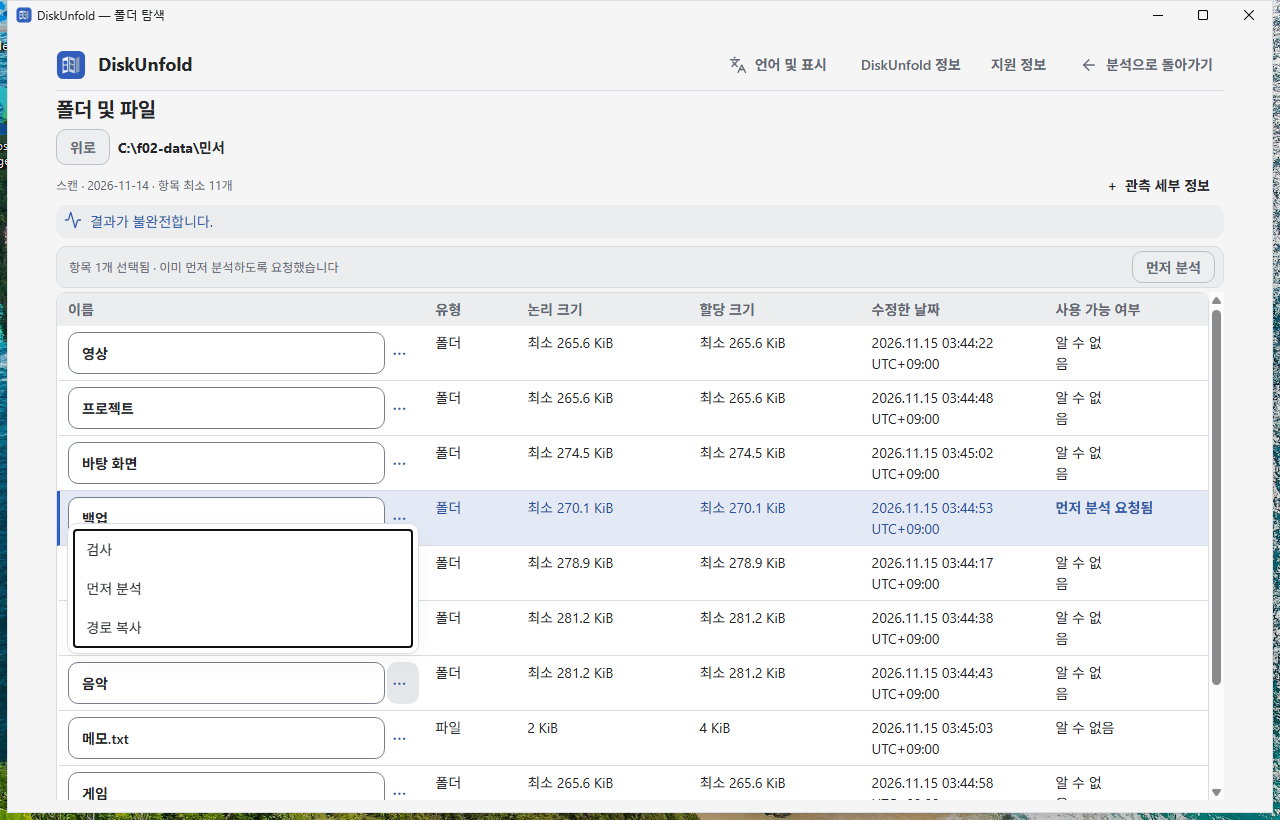 DiskUnfold — 폴더 탐색
DiskUnfold
언어 및 표시
DiskUnfold 정보
지원 정보
← 분석으로 돌아가기
폴더 및 파일
위로
C:\f02-data\민서
스캔 · 2026-11-14 · 항목 최소 11개
+ 관측 세부 정보
결과가 불완전합니다.
항목 1개 선택됨 · 이미 먼저 분석하도록 요청했습니다
먼저 분석
이름 유형 논리 크기 할당 크기 수정한 날짜 사용 가능 여부
영상 ··· 폴더 최소 265.6 KiB 최소 265.6 KiB 2026.11.15 03:44:22 알 수 없
UTC+09:00 음
프로젝트 ··· 폴더 최소 265.6 KiB 최소 265.6 KiB 2026.11.15 03:44:48 알 수 없
UTC+09:00 음
바탕 화면 ··· 폴더 최소 274.5 KiB 최소 274.5 KiB 2026.11.15 03:45:02 알 수 없
UTC+09:00 음
백업 ··· 폴더 최소 270.1 KiB 최소 270.1 KiB 2026.11.15 03:44:53 먼저 분석 요청됨
UTC+09:00
검사
먼저 분석
경로 복사
폴더 최소 278.9 KiB 최소 278.9 KiB 2026.11.15 03:44:17 알 수 없
UTC+09:00 음
폴더 최소 281.2 KiB 최소 281.2 KiB 2026.11.15 03:44:38 알 수 없
UTC+09:00 음
음악 ··· 폴더 최소 281.2 KiB 최소 281.2 KiB 2026.11.15 03:44:43 알 수 없
UTC+09:00 음
메모.txt ··· 파일 2 KiB 4 KiB 2026.11.15 03:45:03 알 수 없음
UTC+09:00
게임 ··· 폴더 최소 265.6 KiB 최소 265.6 KiB 2026.11.15 03:44:58 알 수 없